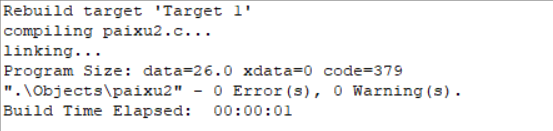 Rebuild target 'Target 1'
compiling paixu2.c...
linking...
Program Size: data=26.0 xdata=0 code=379
".\Objects\paixu2" - 0 Error(s), 0 Warning(s).
Build Time Elapsed:  00:00:01